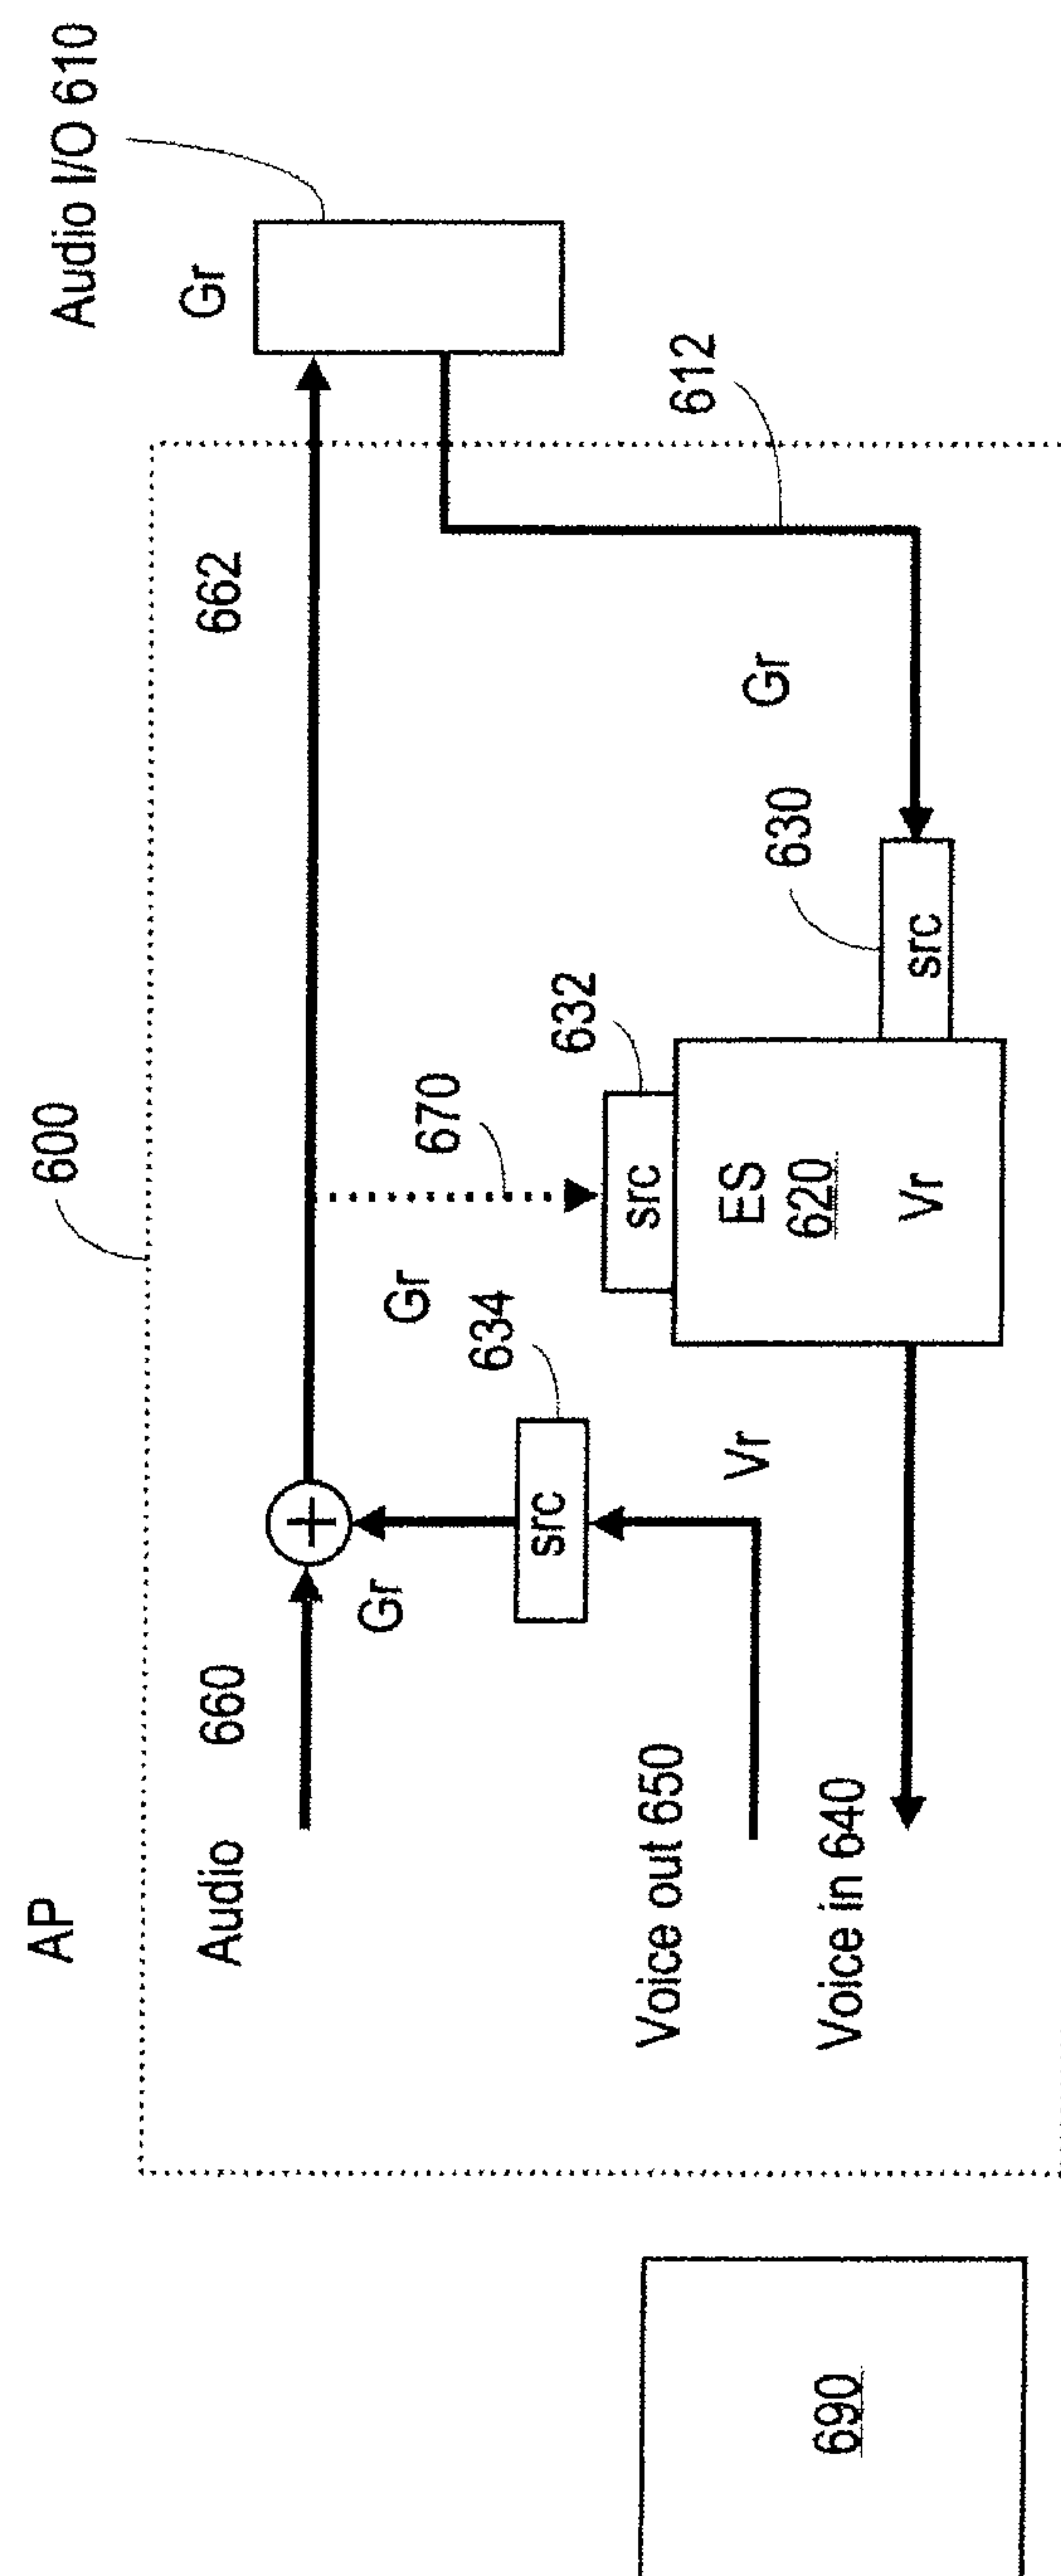 AP
600
Audio I/O 610
Audio 660
662
Gr
Gr
Gr
634
670
632
612
src
src
ES
620
Vr
Gr
630
src
Vr
Voice out 650
Voice in 640
690